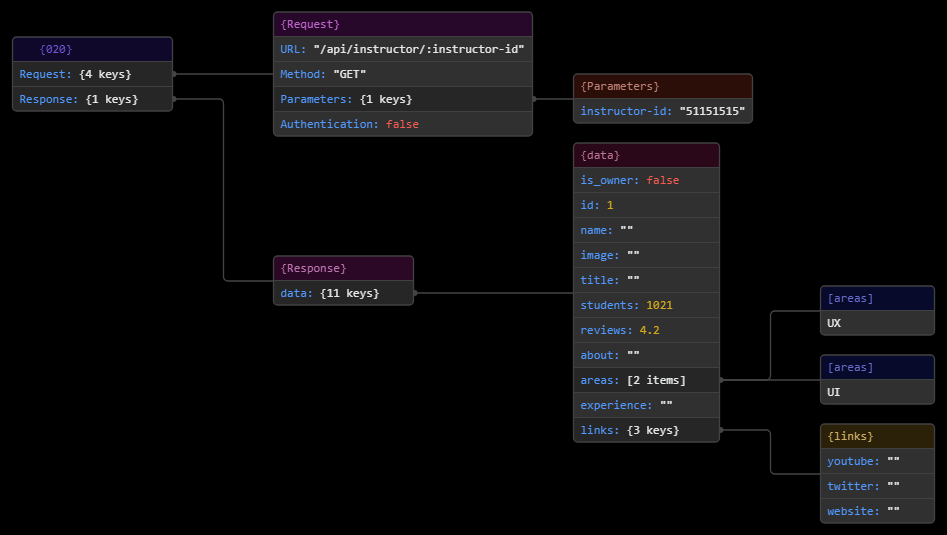 {020}
Request: {4 keys}
Response: {1 keys}
{Request}
URL: "/api/instructor/:instructor-id"
Method: "GET"
Parameters: {1 keys}
Authentication: false
{Parameters}
instructor-id: "51151515"
{Response}
data: {11 keys}
{data}
is_owner: false
id: 1
name: ""
image: ""
title: ""
students: 1021
reviews: 4.2
about: ""
areas: [2 items]
experience: ""
links: {3 keys}
[areas]
UX
[areas]
UI
{links}
youtube: ""
twitter: ""
website: ""